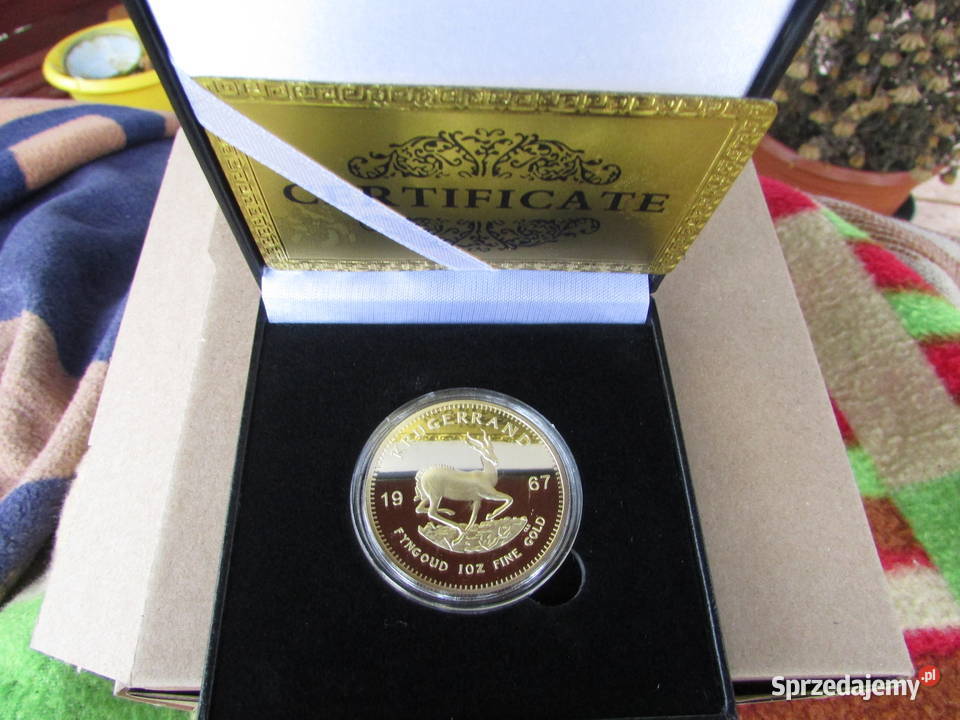 CERTIFICATE
KRUGERRAND
19 67
FYNGOUD 1OZ FINE GOLD
Sprzedajemy.pl